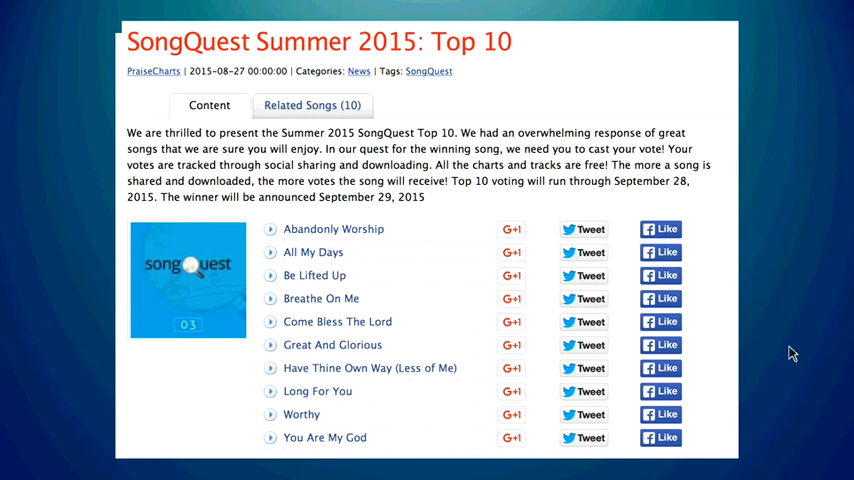 SongQuest Summer 2015: Top 10
PraiseCharts | 2015-08-27 00:00:00 | Categories: News | Tags: SongQuest
Content Related Songs (10)
We are thrilled to present the Summer 2015 SongQuest Top 10. We had an overwhelming response of great
songs that we are sure you will enjoy. In our quest for the winning song, we need you to cast your vote! Your
votes are tracked through social sharing and downloading. All the charts and tracks are free! The more a song is
shared and downloaded, the more votes the song will receive! Top 10 voting will run through September 28,
2015. The winner will be announced September 29, 2015
song uest
03
Abandonly Worship G+1 Tweet Like
All My Days G+1 Tweet Like
Be Lifted Up G+1 Tweet Like
Breathe On Me G+1 Tweet Like
Come Bless The Lord G+1 Tweet Like
Great And Glorious G+1 Tweet Like
Have Thine Own Way (Less of Me) G+1 Tweet Like
Long For You G+1 Tweet Like
Worthy G+1 Tweet Like
You Are My God G+1 Tweet Like